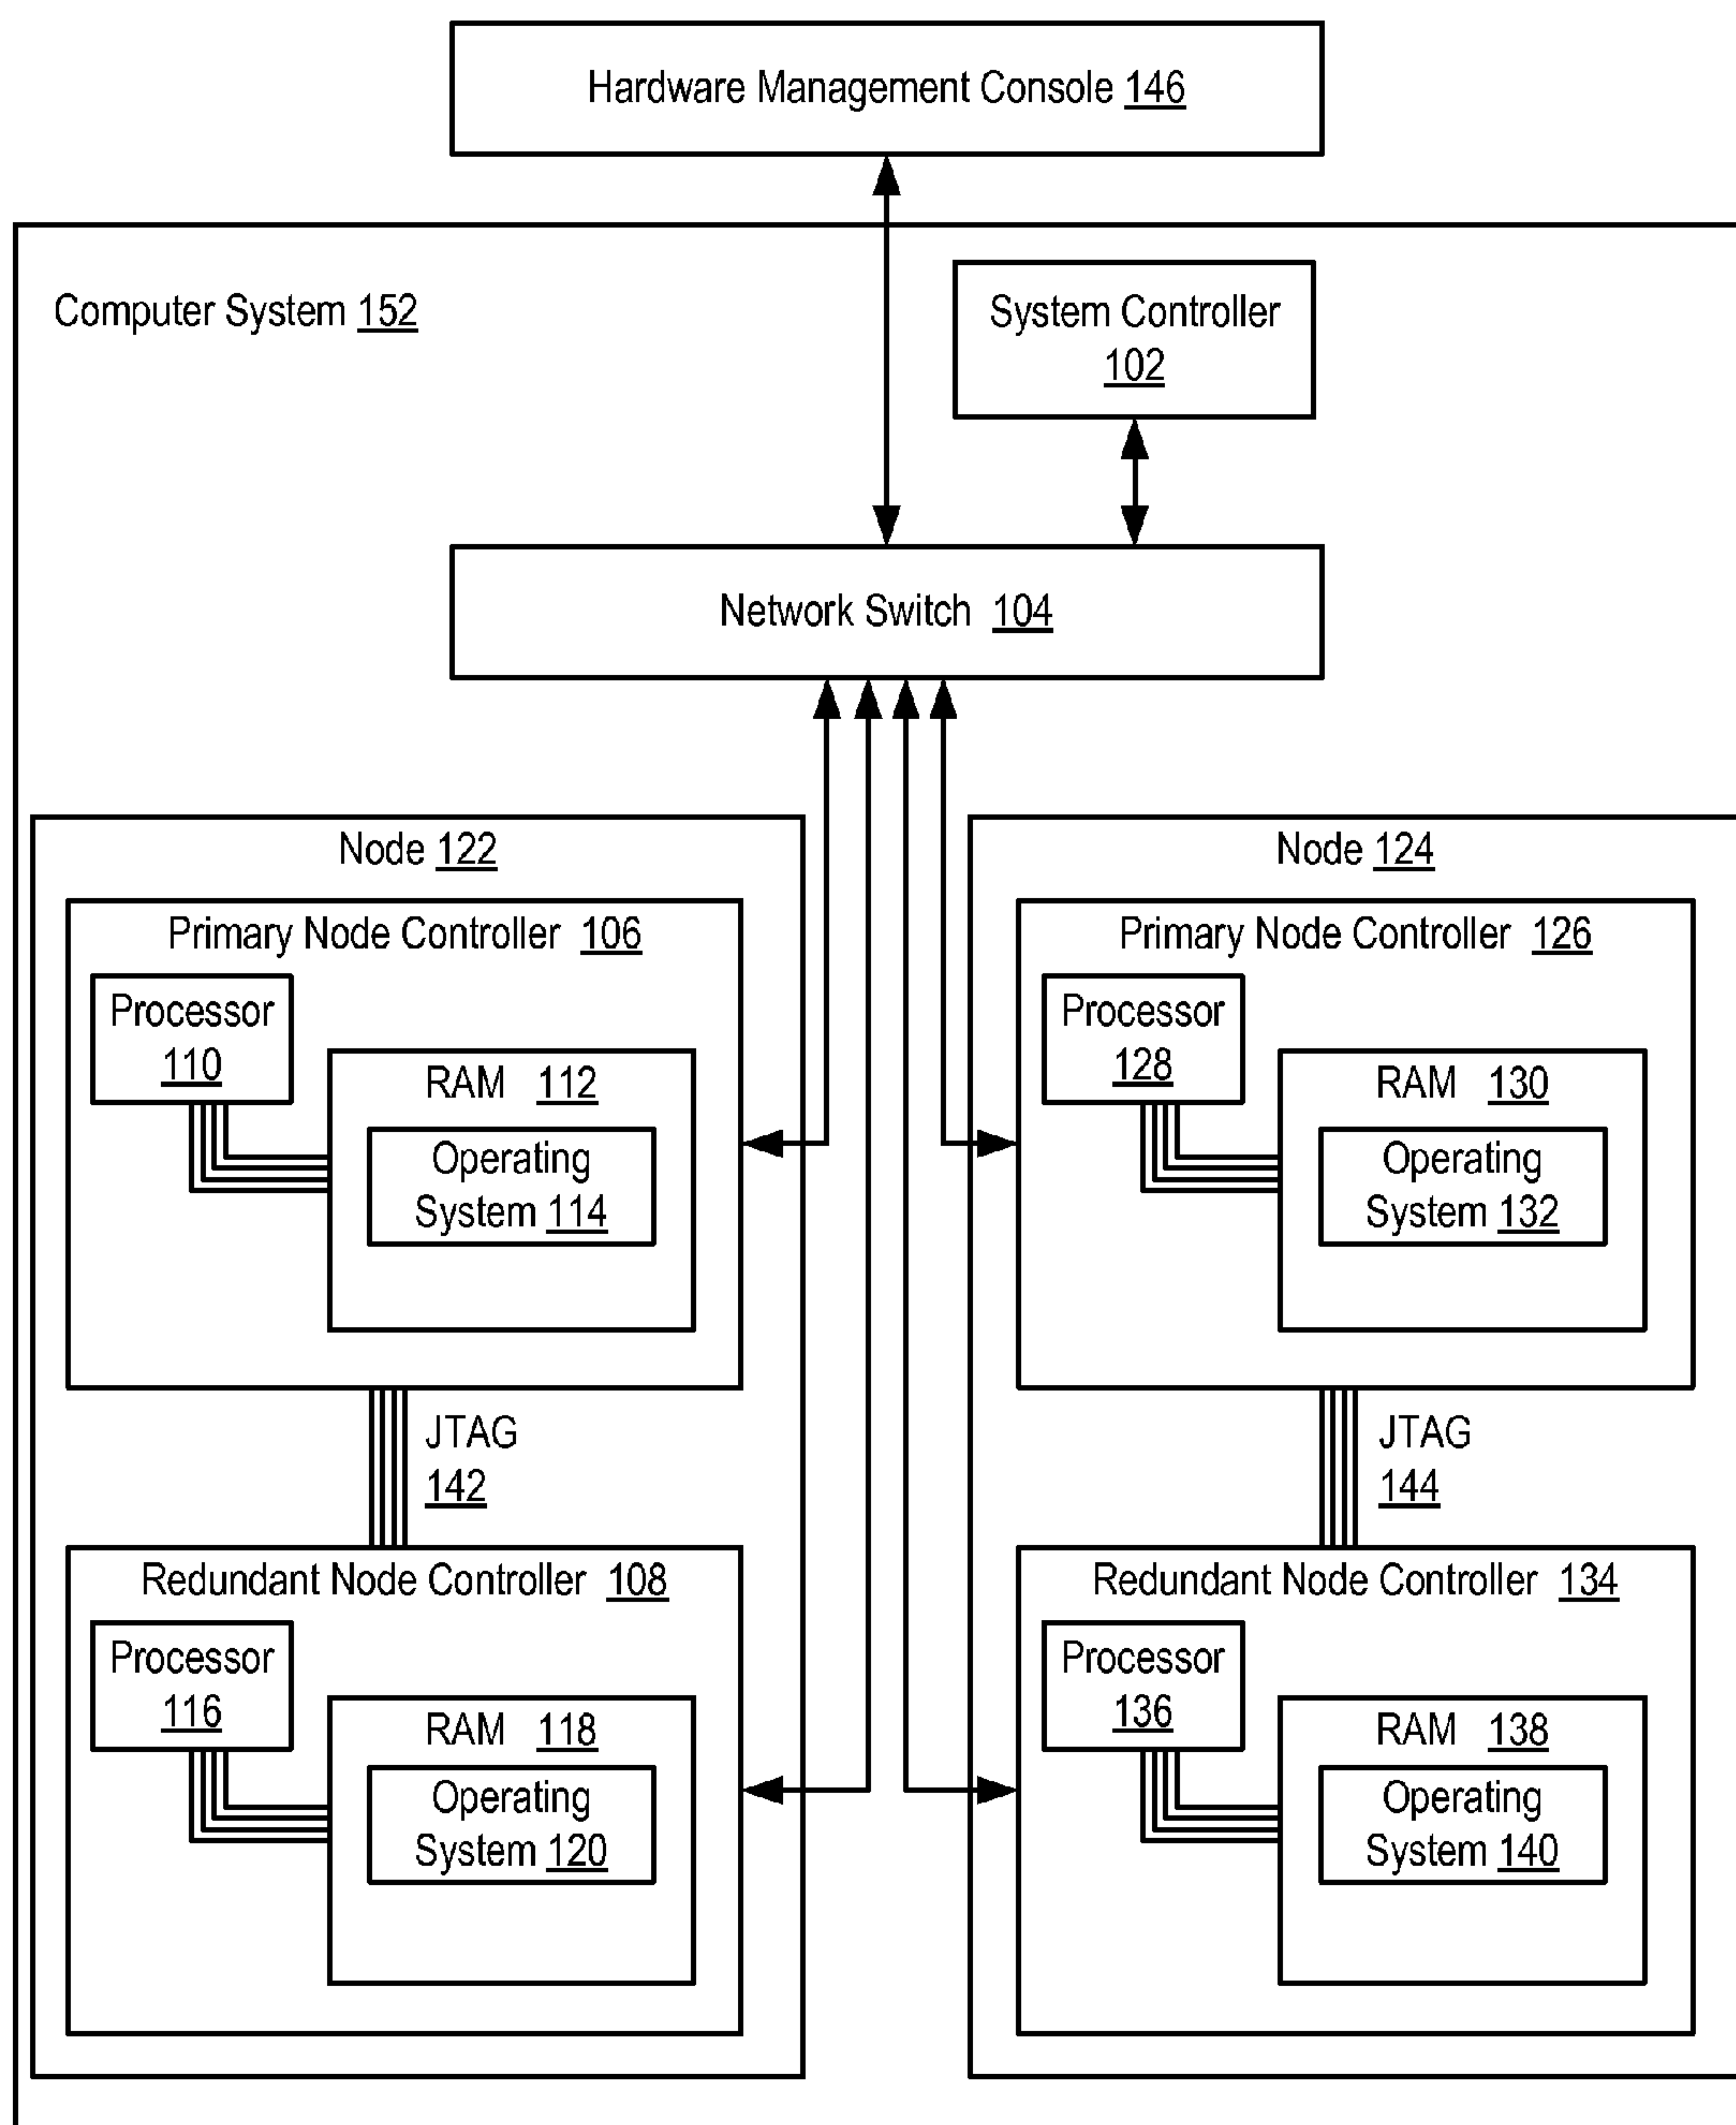 Hardware Management Console 146
Computer System 152
System Controller
102
Network Switch 104
Node 122
Primary Node Controller 106
Processor
110
RAM 112
Operating
System 114
JTAG
142
Redundant Node Controller 108
Processor
116
RAM 118
Operating
System 120
Node 124
Primary Node Controller 126
Processor
128
RAM 130
Operating
System 132
JTAG
144
Redundant Node Controller 134
Processor
136
RAM 138
Operating
System 140